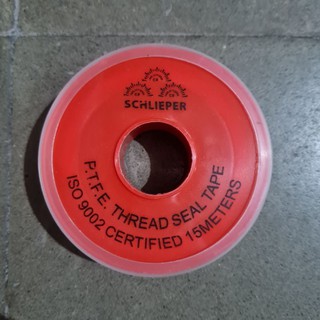 SCHLIEPER
P.T.F.E. THREAD SEAL TAPE
ISO 9002 CERTIFIED 15METERS